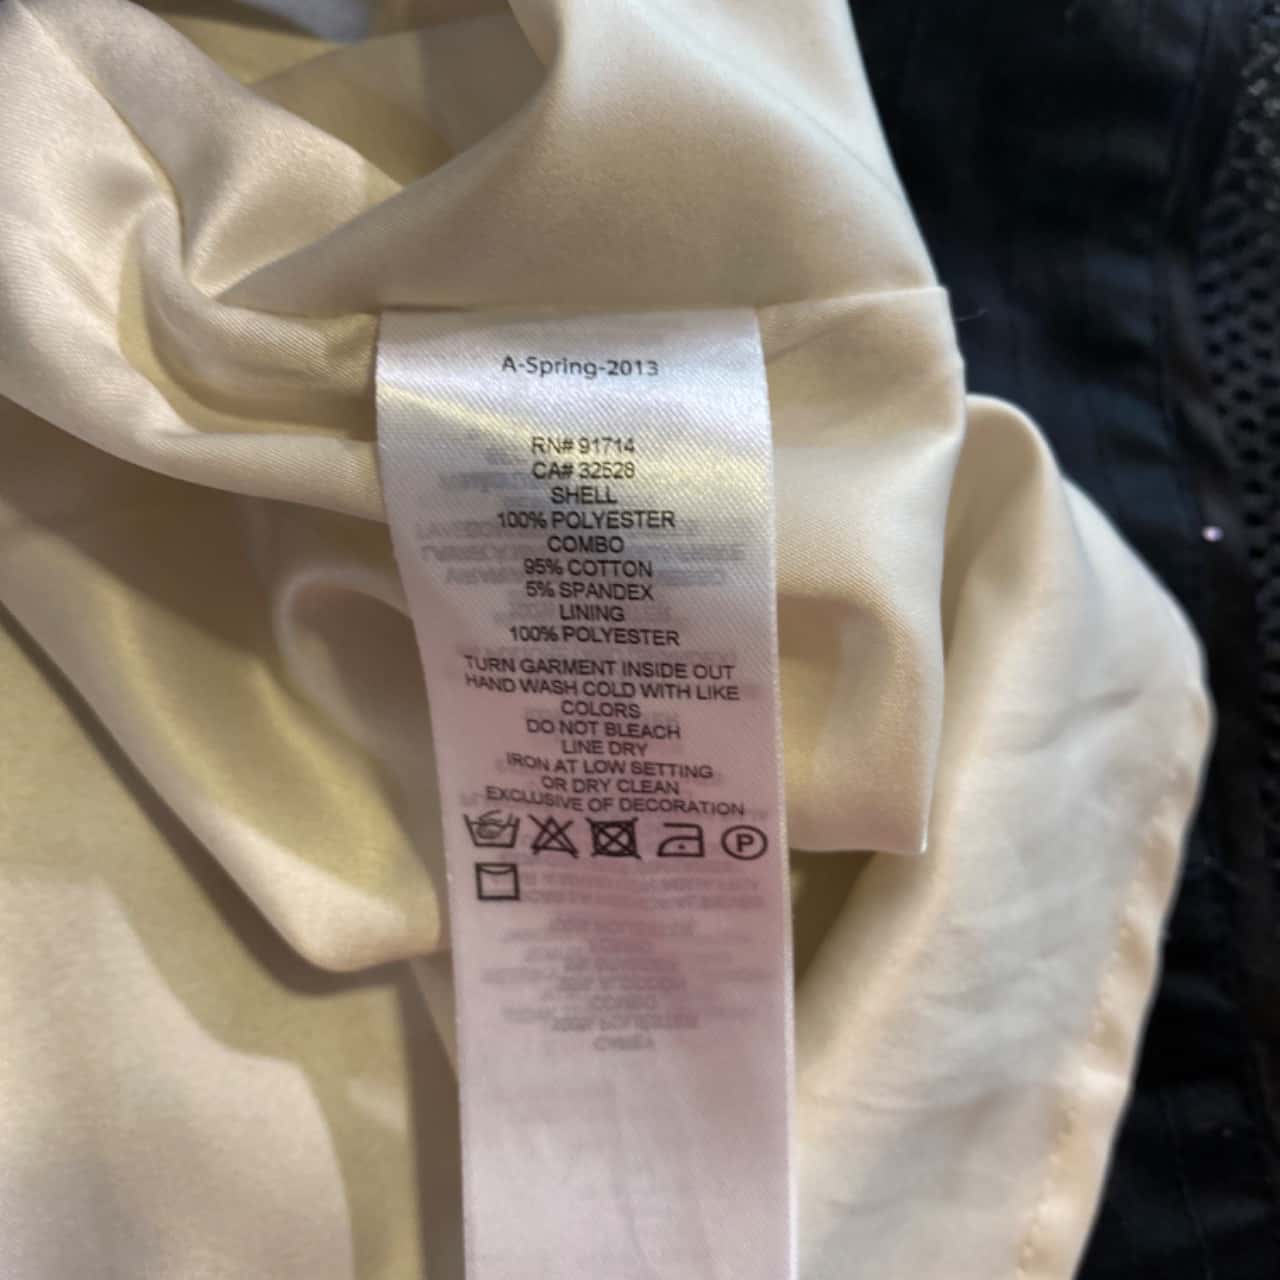 A-Spring-2013
RN# 91714
CA# 32528
SHELL
100% POLYESTER
COMBO
95% COTTON
5% SPANDEX
LINING
100% POLYESTER
TURN GARMENT INSIDE OUT
HAND WASH COLD WITH LIKE
COLORS
DO NOT BLEACH
LINE DRY
IRON AT LOW SETTING
OR DRY CLEAN
EXCLUSIVE OF DECORATION
P